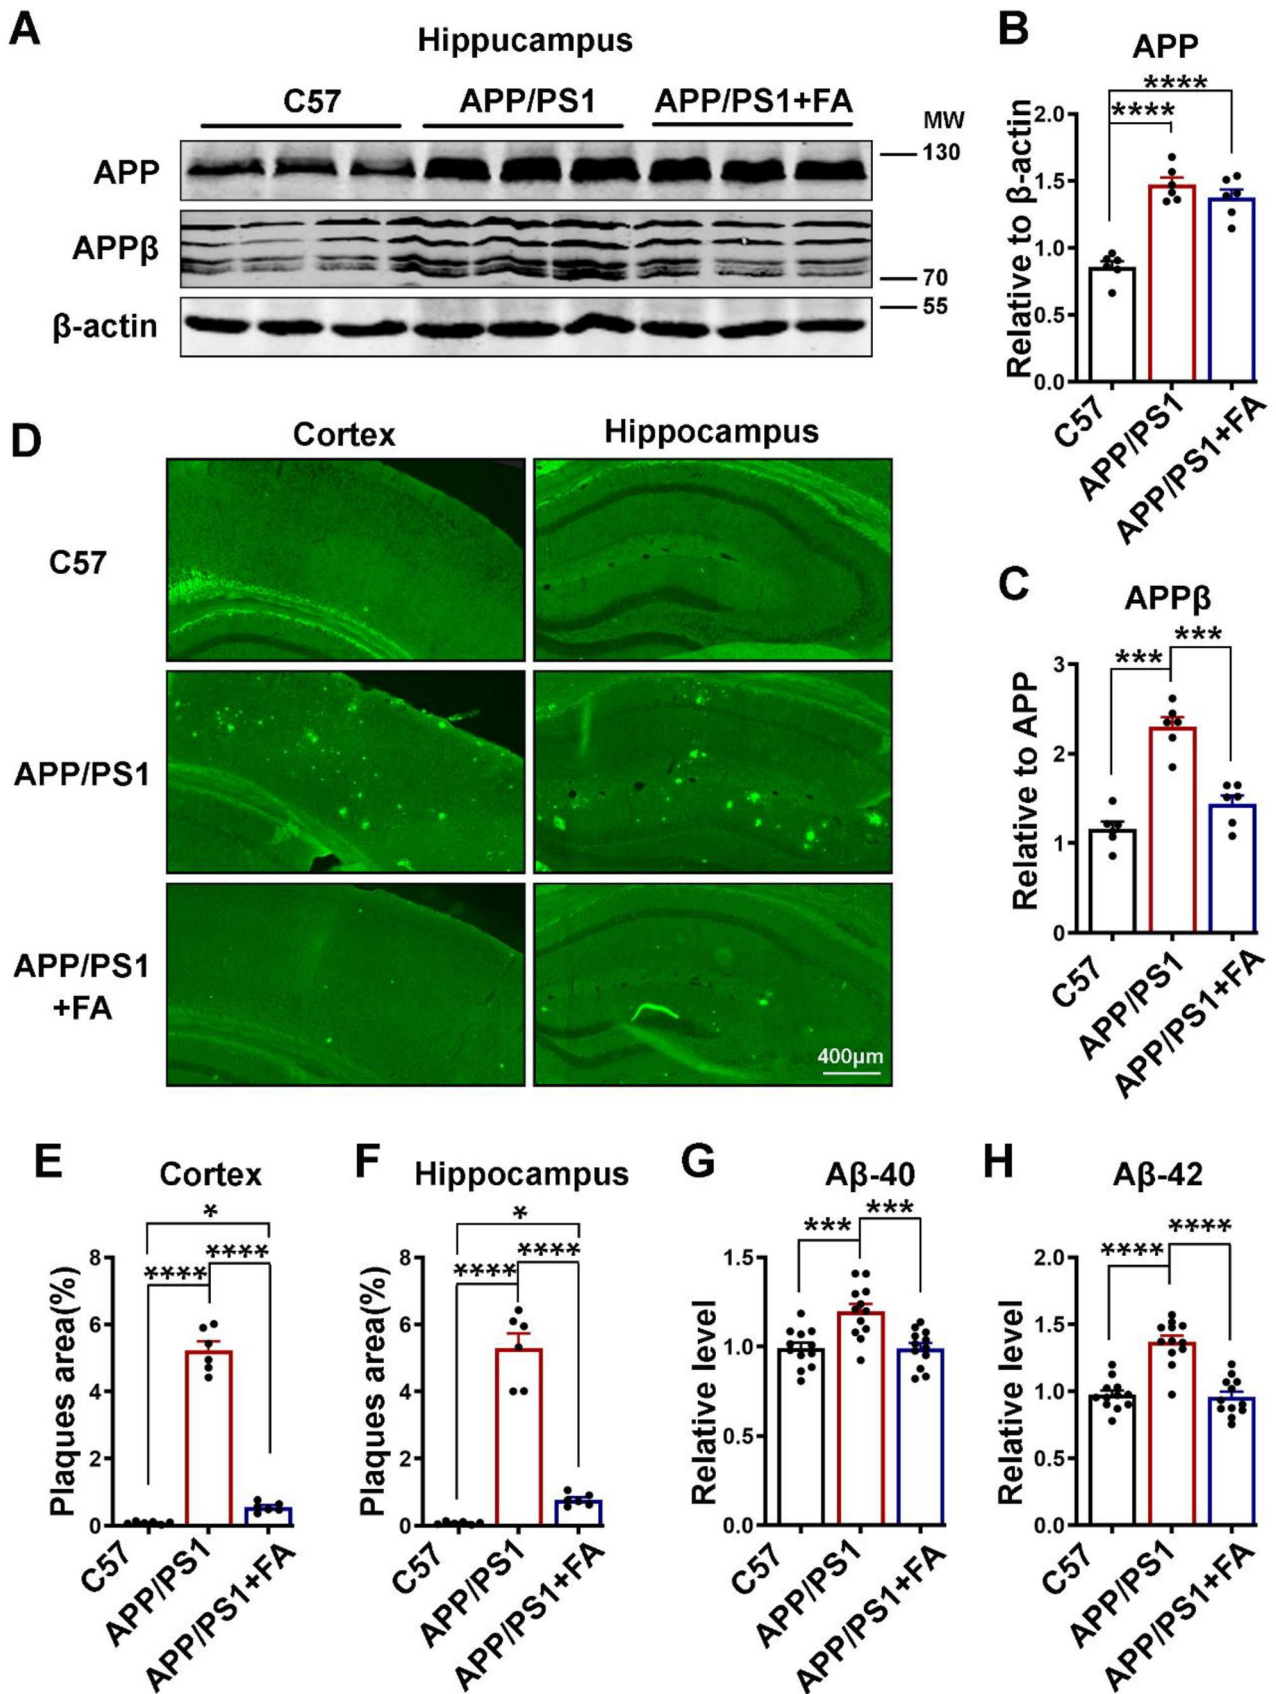 A
Hippucampus
C57 APP/PS1 APP/PS1+FA
MW
APP
130
APPβ
70
β-actin
55
B
APP
****
****
Relative to β-actin
2.0
1.5
1.0
0.5
0.0
C57
APP/PS1
APP/PS1+FA
C
APPβ
***
***
Relative to APP
3
2
1
0
C57
APP/PS1
APP/PS1+FA
D
Cortex Hippocampus
C57
APP/PS1
APP/PS1
+FA
400μm
E
Cortex
*
****
****
Plaques area(%)
8
6
4
2
0
C57
APP/PS1
APP/PS1+FA
F
Hippocampus
*
****
****
Plaques area(%)
8
6
4
2
0
C57
APP/PS1
APP/PS1+FA
G
Aβ-40
***
***
Relative level
1.5
1.0
0.5
0.0
C57
APP/PS1
APP/PS1+FA
H
Aβ-42
****
****
Relative level
2.0
1.5
1.0
0.5
0.0
C57
APP/PS1
APP/PS1+FA